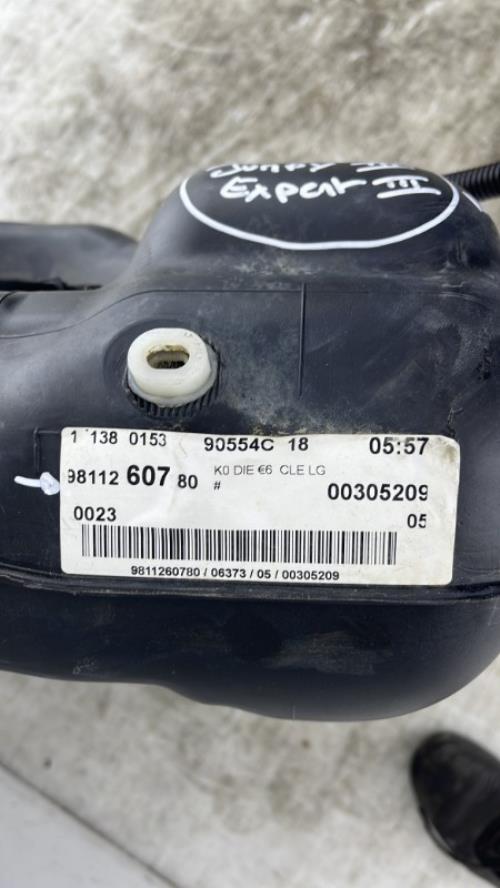 Jumpy III
Expert III
1 138 0153 90554C 18 05:57
98112 607 80 K0 DIE €6 CLE LG
# 00305209
0023 05
9811260780 / 06373 / 05 / 00305209